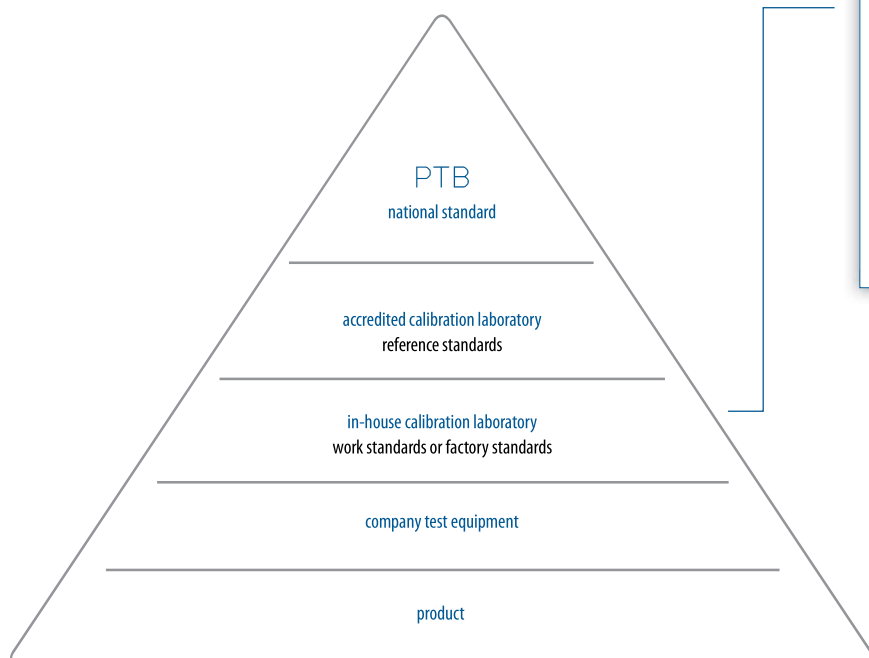 PTB
national standard
accredited calibration laboratory
reference standards
in-house calibration laboratory
work standards or factory standards
company test equipment
product